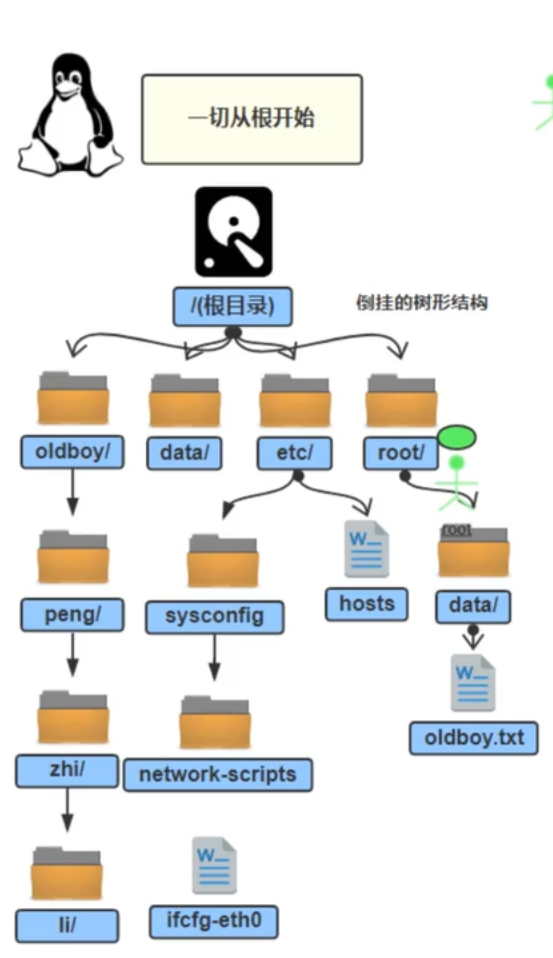 一切从根开始
/(根目录)
倒挂的树形结构
oldboy/
data/
etc/
root/
root
peng/
sysconfig
hosts
data/
oldboy.txt
zhi/
network-scripts
li/
ifcfg-eth0